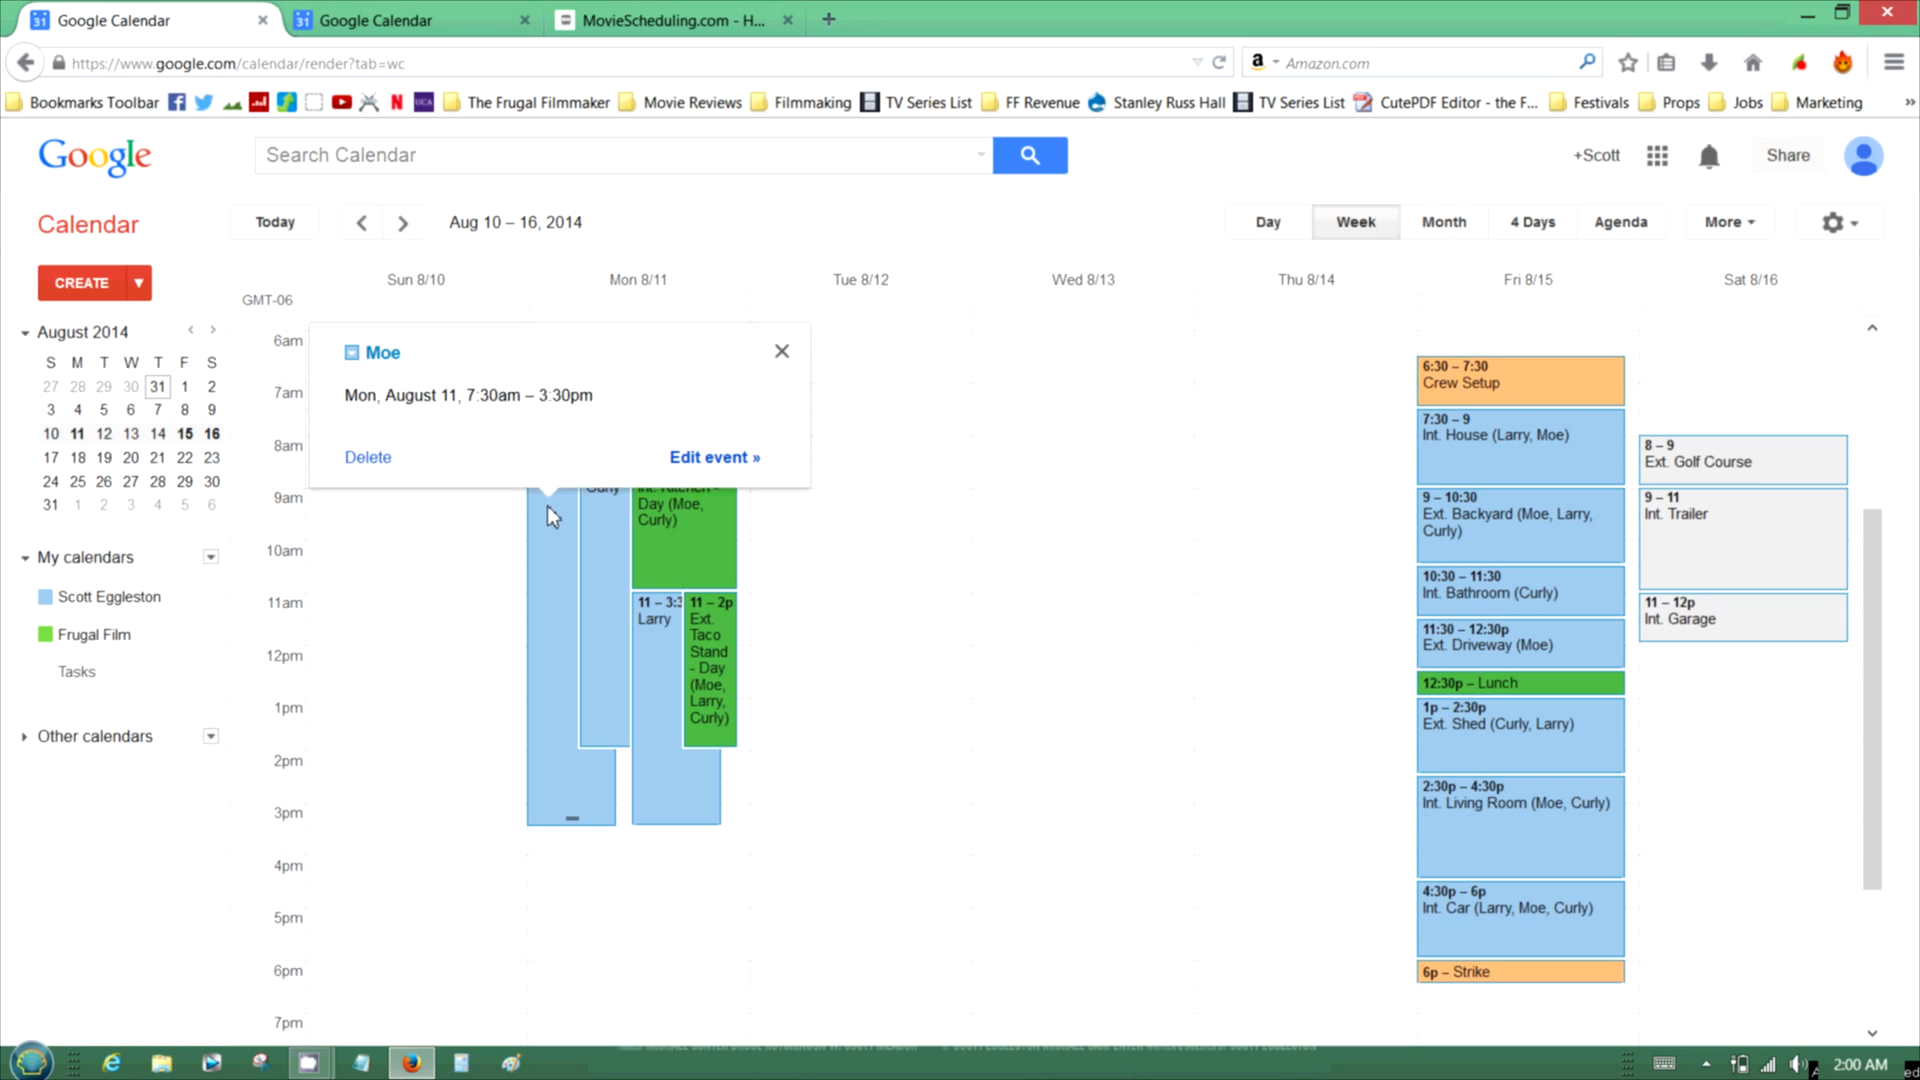 Google Calendar
Google Calendar
MovieScheduling.com - H...
https://www.google.com/calendar/render?tab=wc
Amazon.com
Bookmarks Toolbar
The Frugal Filmmaker
Movie Reviews
Filmmaking
TV Series List
FF Revenue
Stanley Russ Hall
TV Series List
CutePDF Editor - the F...
Festivals
Props
Jobs
Marketing
Google
Search Calendar
+Scott
Share
Calendar
Today
Aug 10 – 16, 2014
Day
Week
Month
4 Days
Agenda
More
CREATE
August 2014
S M T W T F S
27 28 29 30 31 1 2
3 4 5 6 7 8 9
10 11 12 13 14 15 16
17 18 19 20 21 22 23
24 25 26 27 28 29 30
31 1 2 3 4 5 6
My calendars
Scott Eggleston
Frugal Film
Tasks
Other calendars
Sun 8/10
Mon 8/11
Tue 8/12
Wed 8/13
Thu 8/14
Fri 8/15
Sat 8/16
GMT-06
6am
7am
8am
9am
10am
11am
12pm
1pm
2pm
3pm
4pm
5pm
6pm
7pm
Moe
Mon, August 11, 7:30am – 3:30pm
Delete
Edit event »
Curly
Int. Kitchen -
Day (Moe,
Curly)
11 – 3:3
Larry
11 – 2p
Ext.
Taco
Stand
- Day
(Moe,
Larry,
Curly)
6:30 – 7:30
Crew Setup
7:30 – 9
Int. House (Larry, Moe)
9 – 10:30
Ext. Backyard (Moe, Larry,
Curly)
10:30 – 11:30
Int. Bathroom (Curly)
11:30 – 12:30p
Ext. Driveway (Moe)
12:30p – Lunch
1p – 2:30p
Ext. Shed (Curly, Larry)
2:30p – 4:30p
Int. Living Room (Moe, Curly)
4:30p – 6p
Int. Car (Larry, Moe, Curly)
6p – Strike
8 – 9
Ext. Golf Course
9 – 11
Int. Trailer
11 – 12p
Int. Garage
2:00 AM